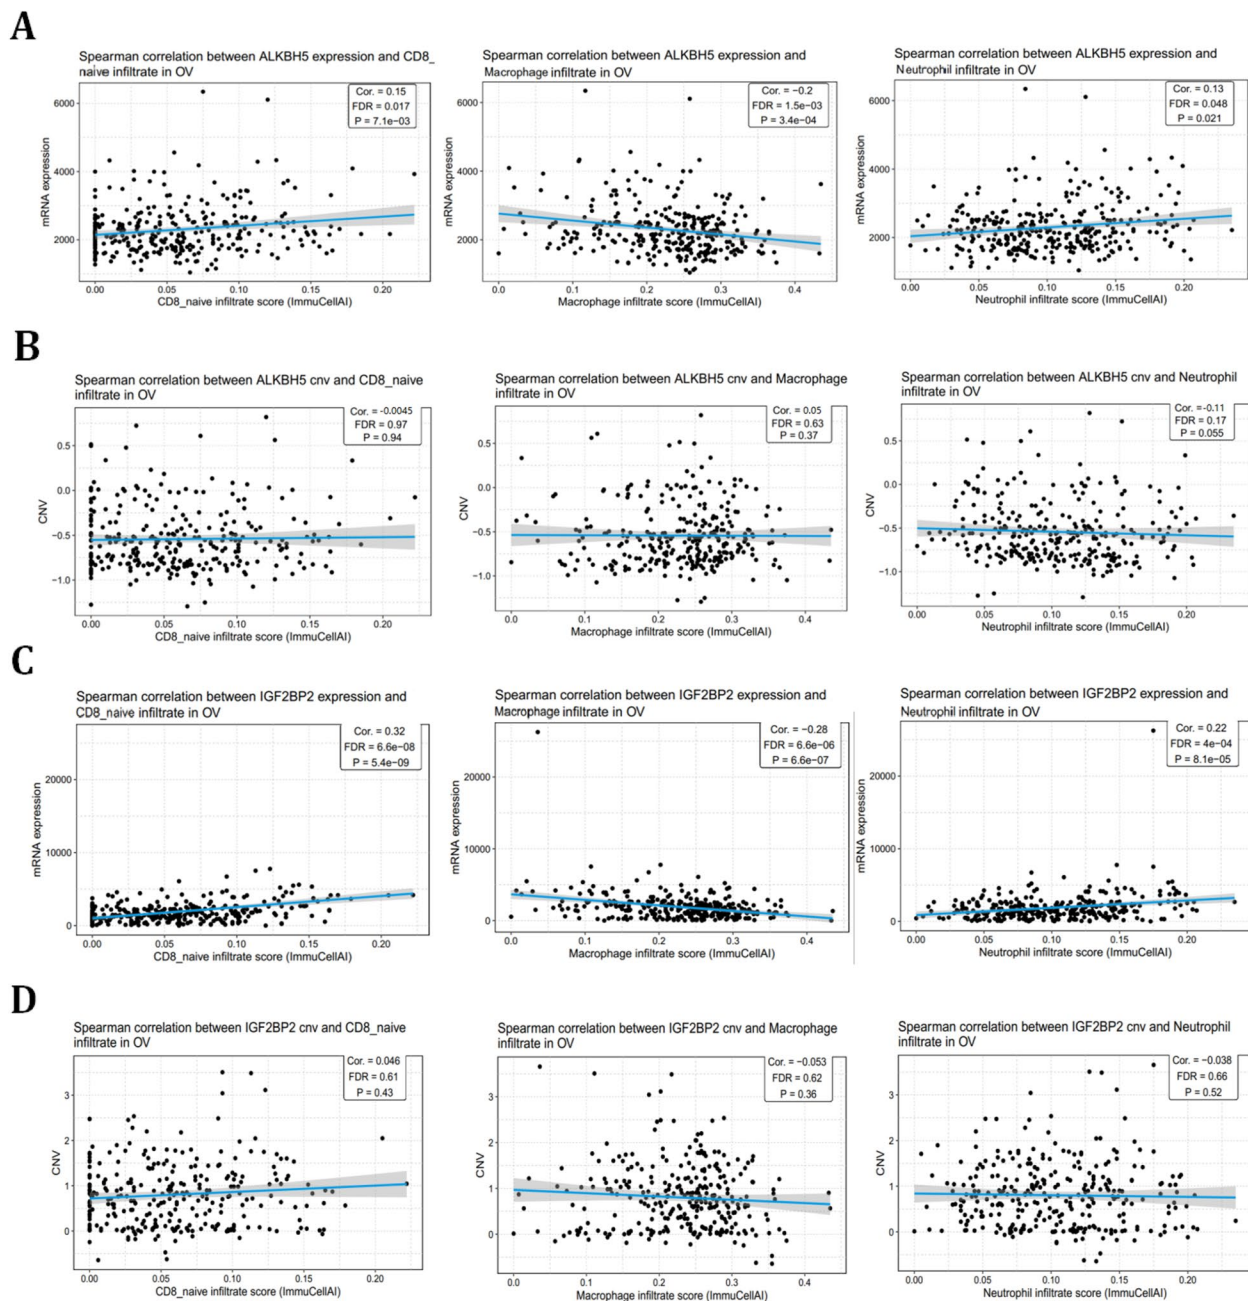 A
Spearman correlation between ALKBH5 expression and CD8_
naive infiltrate in OV
Cor. = 0.15
FDR = 0.017
P = 7.1e−03
6000
4000
2000
mRNA expression
0.00 0.05 0.10 0.15 0.20
CD8_naive infiltrate score (ImmuCellAI)
Spearman correlation between ALKBH5 expression and
Macrophage infiltrate in OV
Cor. = −0.2
FDR = 1.5e−03
P = 3.4e−04
6000
4000
2000
mRNA expression
0.0 0.1 0.2 0.3 0.4
Macrophage infiltrate score (ImmuCellAI)
Spearman correlation between ALKBH5 expression and
Neutrophil infiltrate in OV
Cor. = 0.13
FDR = 0.048
P = 0.021
6000
4000
2000
mRNA expression
0.00 0.05 0.10 0.15 0.20
Neutrophil infiltrate score (ImmuCellAI)
B
Spearman correlation between ALKBH5 cnv and CD8_naive
infiltrate in OV
Cor. = -0.0045
FDR = 0.97
P = 0.94
0.5
0.0
−0.5
−1.0
CNV
0.00 0.05 0.10 0.15 0.20
CD8_naive infiltrate score (ImmuCellAI)
Spearman correlation between ALKBH5 cnv and Macrophage
infiltrate in OV
Cor. = 0.05
FDR = 0.63
P = 0.37
0.5
0.0
−0.5
−1.0
CNV
0.0 0.1 0.2 0.3 0.4
Macrophage infiltrate score (ImmuCellAI)
Spearman correlation between ALKBH5 cnv and Neutrophil
infiltrate in OV
Cor. =-0.11
FDR = 0.17
P = 0.055
0.5
0.0
−0.5
−1.0
CNV
0.00 0.05 0.10 0.15 0.20
Neutrophil infiltrate score (ImmuCellAI)
C
Spearman correlation between IGF2BP2 expression and
CD8_naive infiltrate in OV
Cor. = 0.32
FDR = 6.6e−08
P = 5.4e−09
20000
10000
0
mRNA expression
0.00 0.05 0.10 0.15 0.20
CD8_naive infiltrate score (ImmuCellAI)
Spearman correlation between IGF2BP2 expression and
Macrophage infiltrate in OV
Cor. = −0.28
FDR = 6.6e−06
P = 6.6e−07
20000
10000
0
mRNA expression
0.0 0.1 0.2 0.3 0.4
Macrophage infiltrate score (ImmuCellAI)
Spearman correlation between IGF2BP2 expression and
Neutrophil infiltrate in OV
Cor. = 0.22
FDR = 4e−04
P = 8.1e−05
20000
10000
0
mRNA expression
0.00 0.05 0.10 0.15 0.20
Neutrophil infiltrate score (ImmuCellAI)
D
Spearman correlation between IGF2BP2 cnv and CD8_naive
infiltrate in OV
Cor. = 0.046
FDR = 0.61
P = 0.43
3
2
1
0
CNV
0.00 0.05 0.10 0.15 0.20
CD8_naive infiltrate score (ImmuCellAI)
Spearman correlation between IGF2BP2 cnv and Macrophage
infiltrate in OV
Cor. = −0.053
FDR = 0.62
P = 0.36
3
2
1
0
CNV
0.0 0.1 0.2 0.3 0.4
Macrophage infiltrate score (ImmuCellAI)
Spearman correlation between IGF2BP2 cnv and Neutrophil
infiltrate in OV
Cor. = −0.038
FDR = 0.66
P = 0.52
3
2
1
0
CNV
0.00 0.05 0.10 0.15 0.20
Neutrophil infiltrate score (ImmuCellAI)